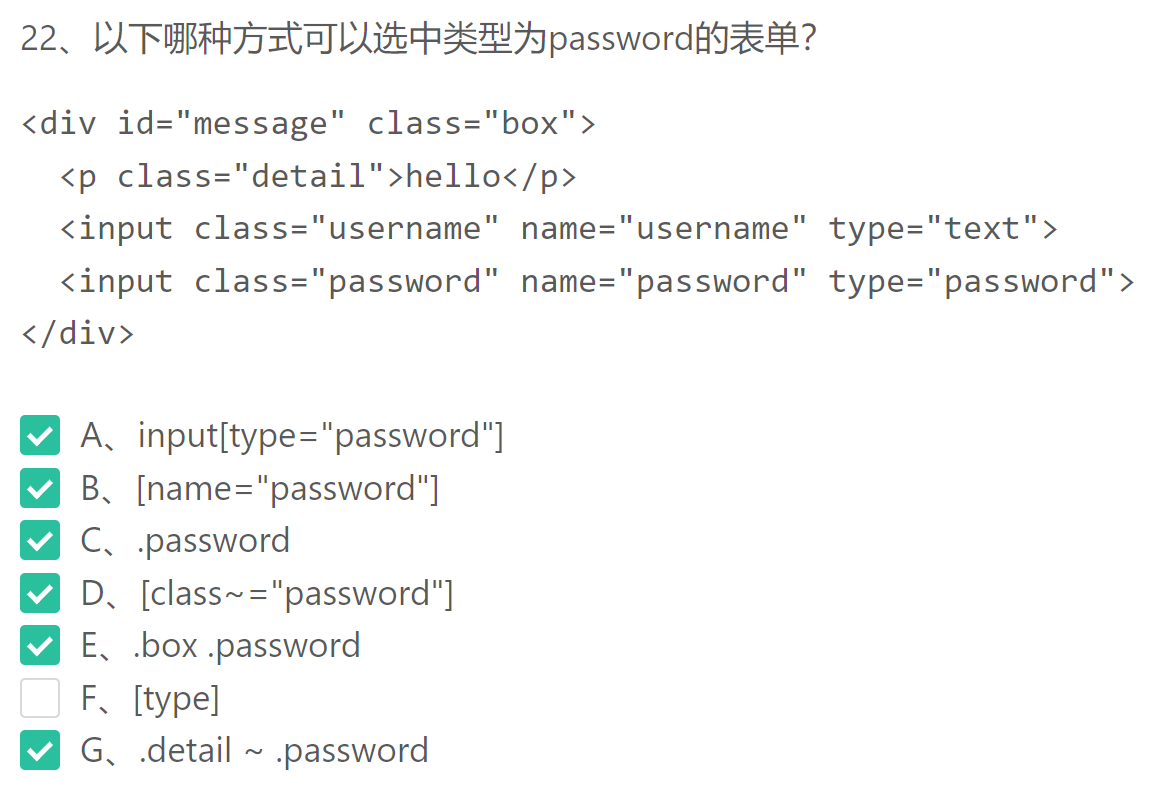 22、以下哪种方式可以选中类型为password的表单？
<div id="message" class="box">
<p class="detail">hello</p>
<input class="username" name="username" type="text">
<input class="password" name="password" type="password">
</div>
A、input[type="password"]
B、[name="password"]
C、.password
D、[class~="password"]
E、.box .password
F、[type]
G、.detail ~ .password